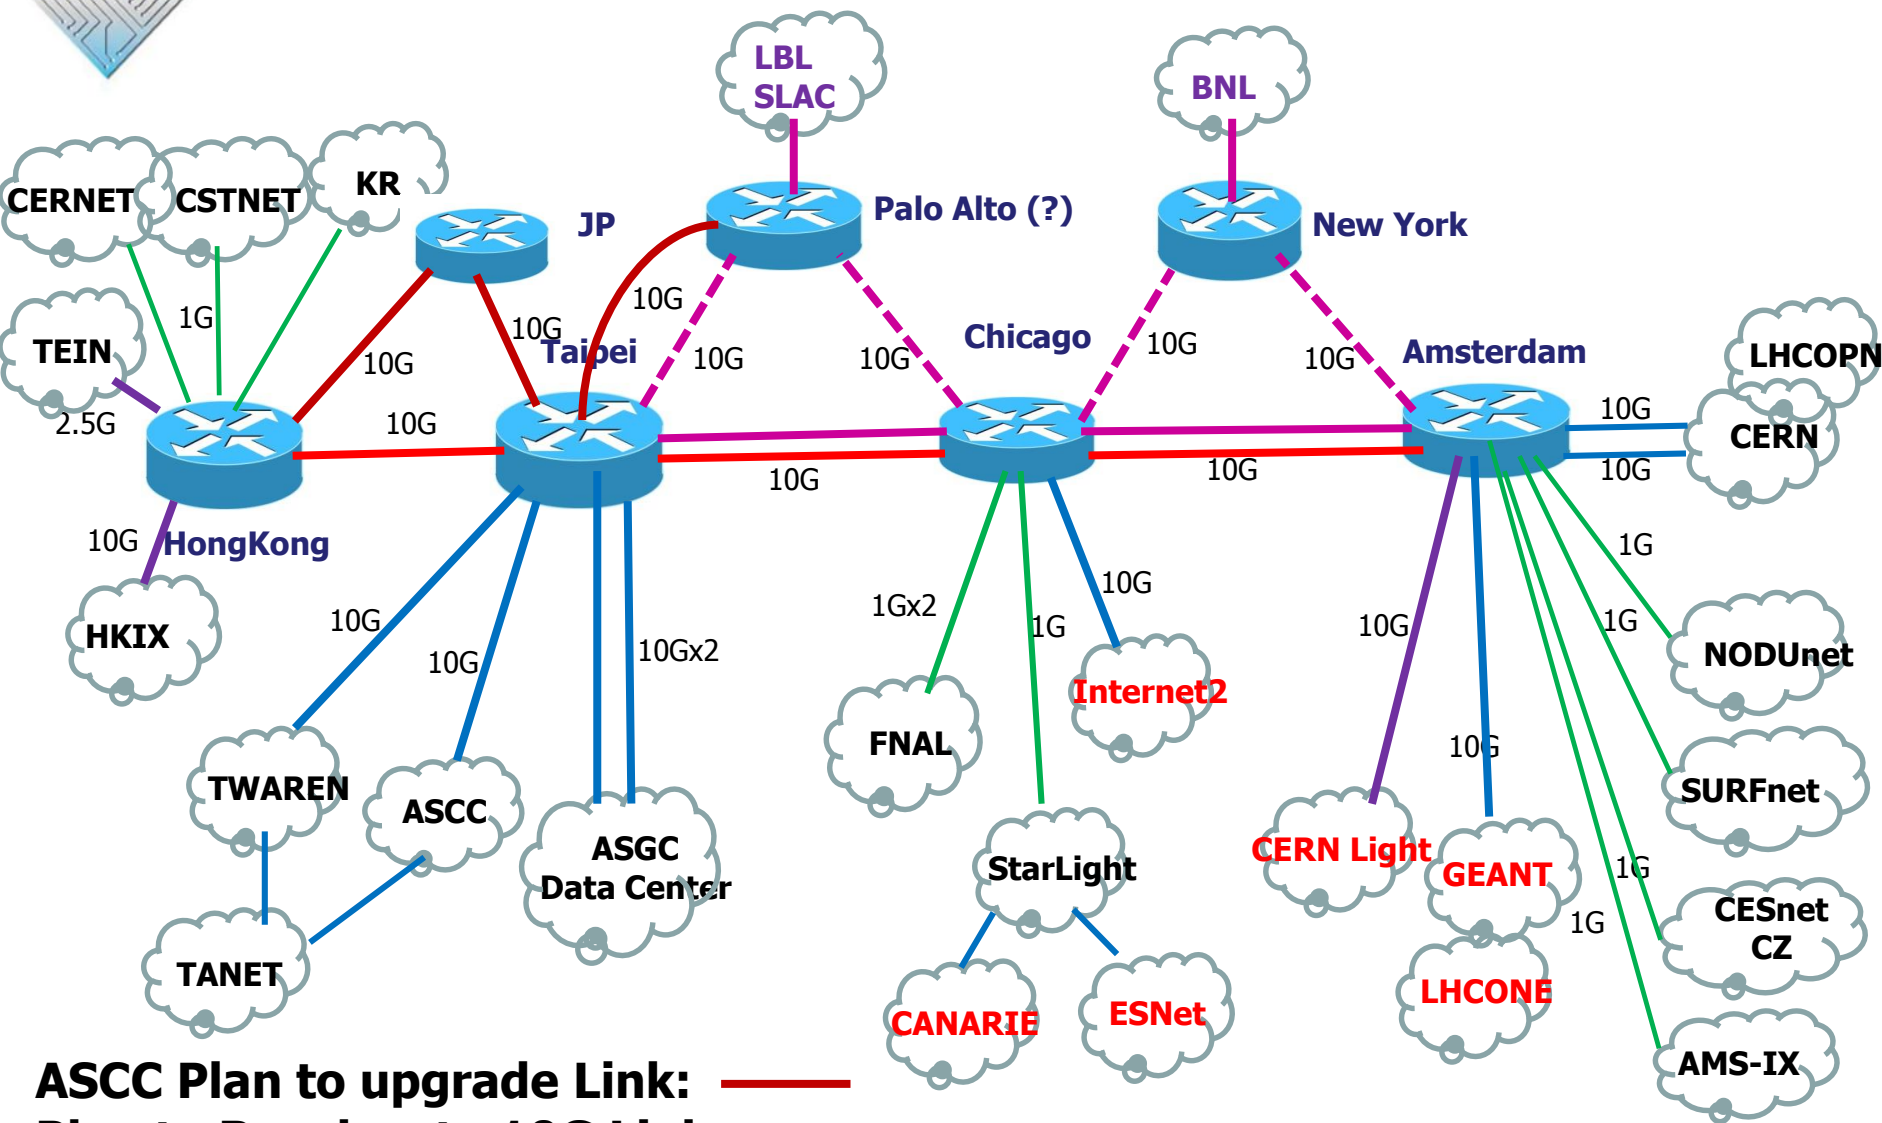 LBL
SLAC
BNL
CERNET
CSTNET
KR
JP
Palo Alto (?)
New York
1G
10G
10G
Taipei
10G
10G
10G
Chicago
10G
10G
Amsterdam
LHCOPN
TEIN
2.5G
10G
10G
CERN
10G
10G
10G
10G
HongKong
HKIX
10G
10G
10Gx2
1Gx2
1G
10G
10G
1G
1G
NODUnet
Internet2
FNAL
10G
TWAREN
ASCC
SURFnet
ASGC
Data Center
StarLight
CERN Light
GEANT
1G
1G
CESnet
CZ
TANET
CANARIE
ESNet
LHCONE
AMS-IX
ASCC Plan to upgrade Link: